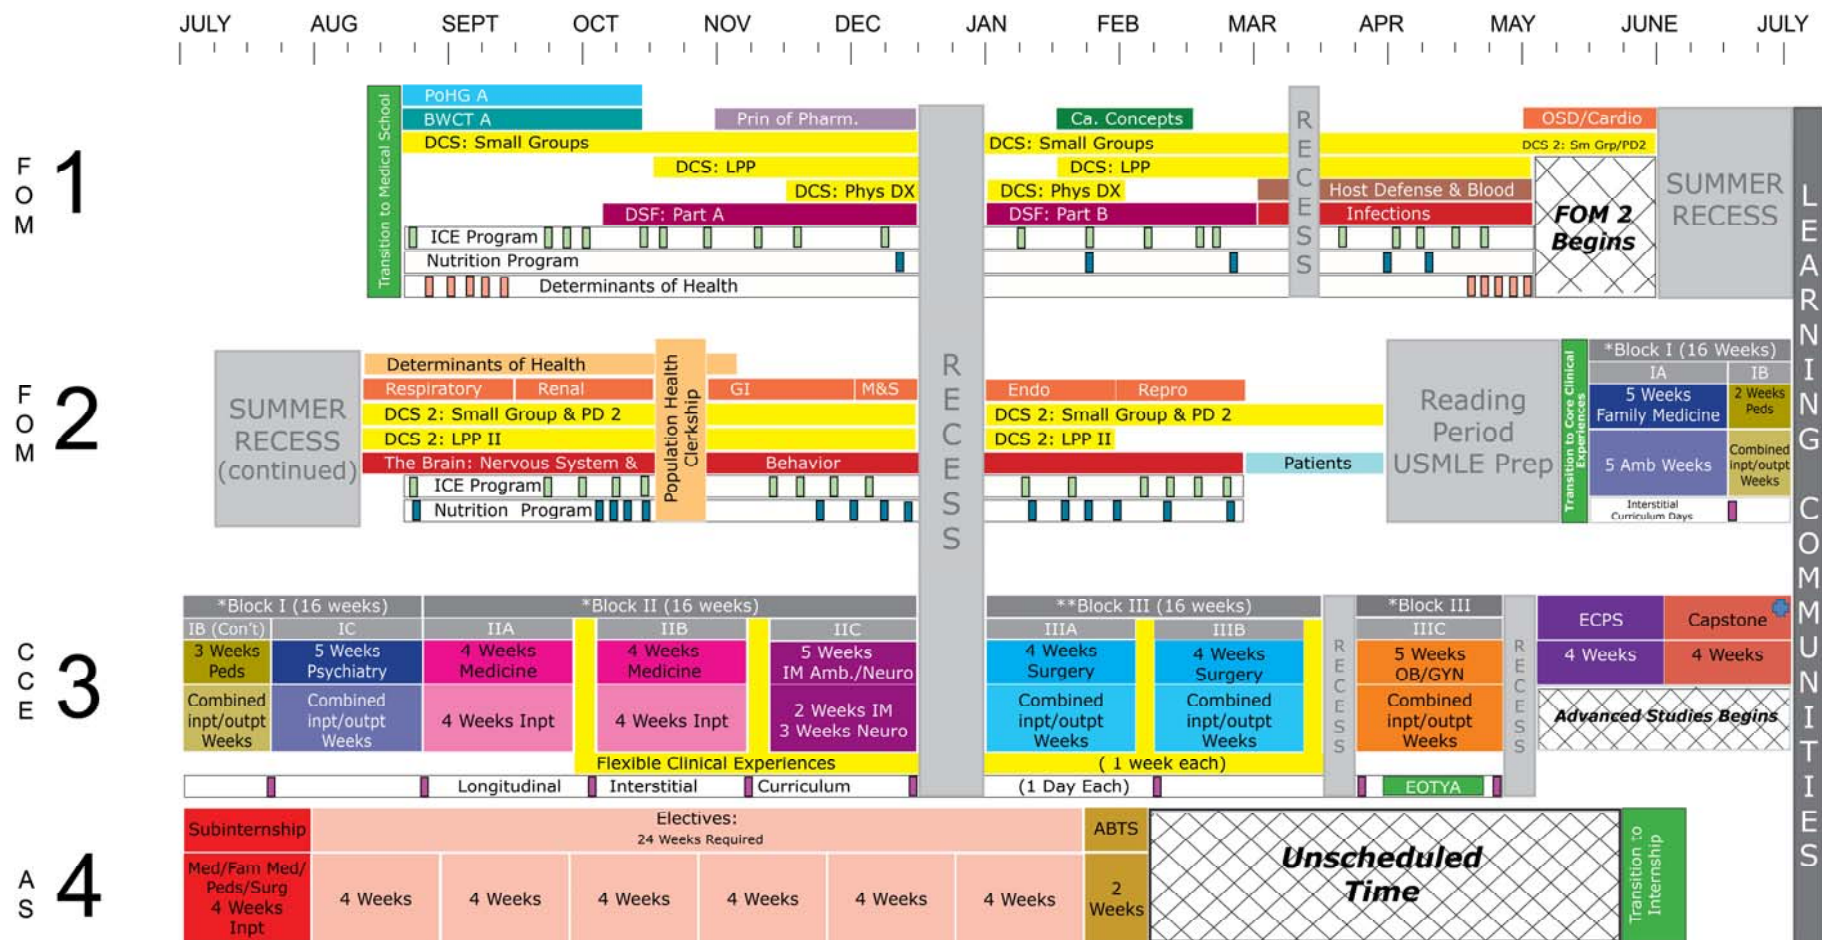 JULY AUG SEPT OCT NOV DEC JAN FEB MAR APR MAY JUNE JULY
FOM 1
Transition to Medical School
PoHG A
BWCT A
Prin of Pharm.
Ca. Concepts
OSD/Cardio
DCS: Small Groups
DCS: Small Groups
DCS 2: Sm Grp/PD2
DCS: LPP
DCS: LPP
DCS: Phys DX
DCS: Phys DX
Host Defense & Blood
DSF: Part A
DSF: Part B
Infections
ICE Program
Nutrition Program
Determinants of Health
RECESS
FOM 2
Begins
SUMMER
RECESS
LEARNING COMMUNITIES
RECESS
FOM 2
SUMMER
RECESS
(continued)
Determinants of Health
Respiratory
Renal
Population Health
Clerkship
GI
M&S
Endo
Repro
DCS 2: Small Group & PD 2
DCS 2: Small Group & PD 2
DCS 2: LPP II
DCS 2: LPP II
The Brain: Nervous System &
Behavior
Patients
ICE Program
Nutrition Program
Reading
Period
USMLE Prep
Transition to Core Clinical
Experiences
*Block I (16 Weeks)
IA
IB
5 Weeks
Family Medicine
2 Weeks
Peds
5 Amb Weeks
Combined
inpt/outpt
Weeks
Interstitial
Curriculum Days
CCE 3
*Block I (16 weeks)
*Block II (16 weeks)
**Block III (16 weeks)
*Block III
IB (Con't)
IC
IIA
IIB
IIC
IIIA
IIIB
IIIC
3 Weeks
Peds
5 Weeks
Psychiatry
4 Weeks
Medicine
4 Weeks
Medicine
5 Weeks
IM Amb./Neuro
4 Weeks
Surgery
4 Weeks
Surgery
5 Weeks
OB/GYN
Combined
inpt/outpt
Weeks
Combined
inpt/outpt
Weeks
4 Weeks Inpt
4 Weeks Inpt
2 Weeks IM
3 Weeks Neuro
Combined
inpt/outpt
Weeks
Combined
inpt/outpt
Weeks
Combined
inpt/outpt
Weeks
RECESS
RECESS
ECPS
Capstone
4 Weeks
4 Weeks
Advanced Studies Begins
Flexible Clinical Experiences
( 1 week each)
Longitudinal
Interstitial
Curriculum
(1 Day Each)
EOTYA
AS 4
Subinternship
Electives:
24 Weeks Required
ABTS
Med/Fam Med/
Peds/Surg
4 Weeks
Inpt
4 Weeks
4 Weeks
4 Weeks
4 Weeks
4 Weeks
4 Weeks
2
Weeks
Unscheduled
Time
Transition to
Internship